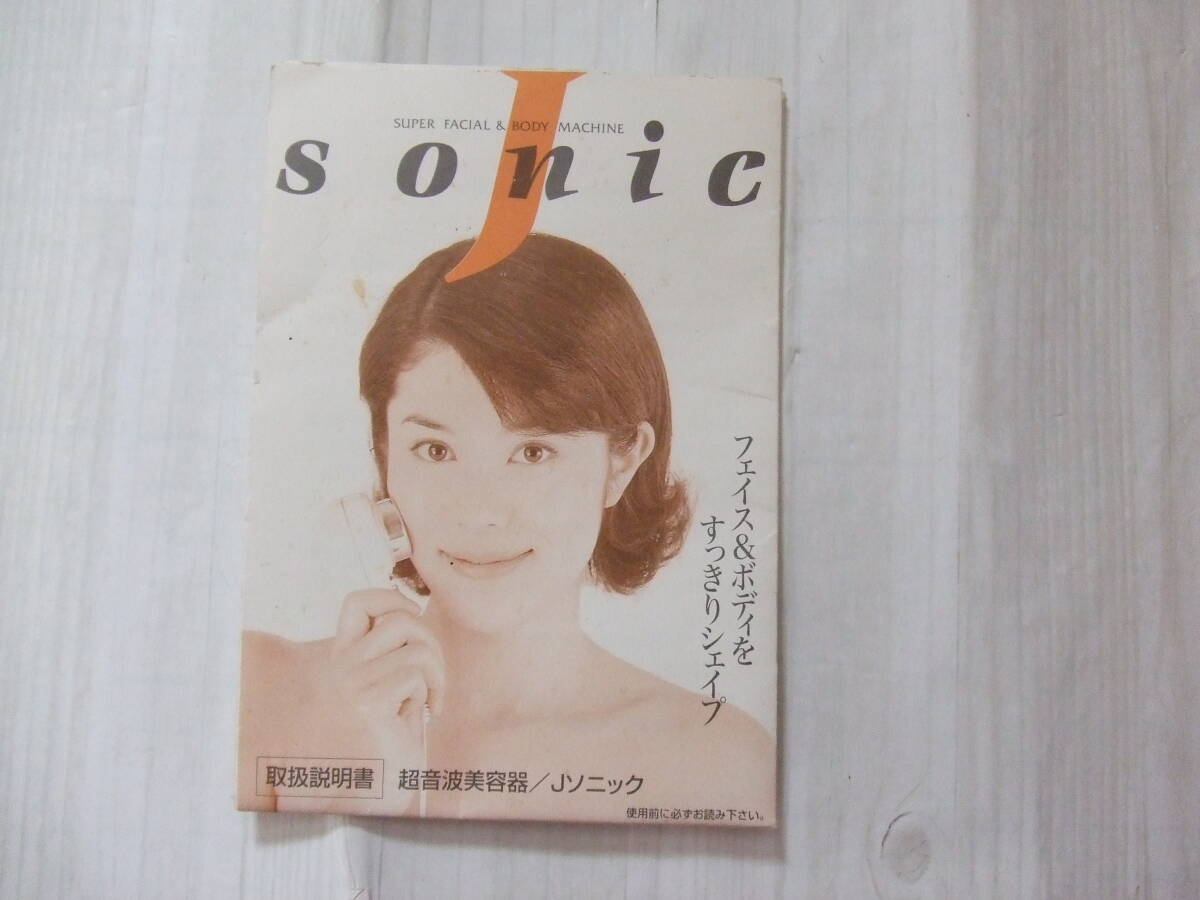 J
SUPER FACIAL & BODY MACHINE
sonic
フェイス&ボディを
すっきりシェイプ
取扱説明書 超音波美容器/Jソニック
使用前に必ずお読み下さい。